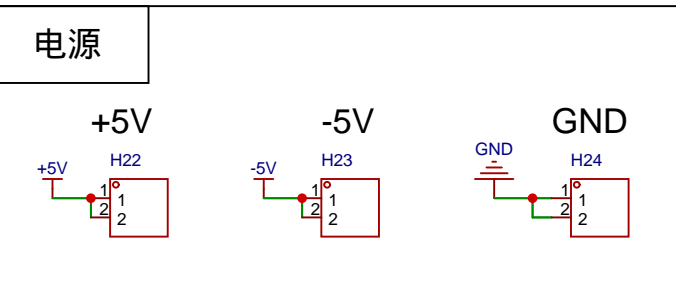 电源
+5V -5V GND
+5V H22 -5V H23 GND H24
1 1 1 1 1 1
2 2 2 2 2 2